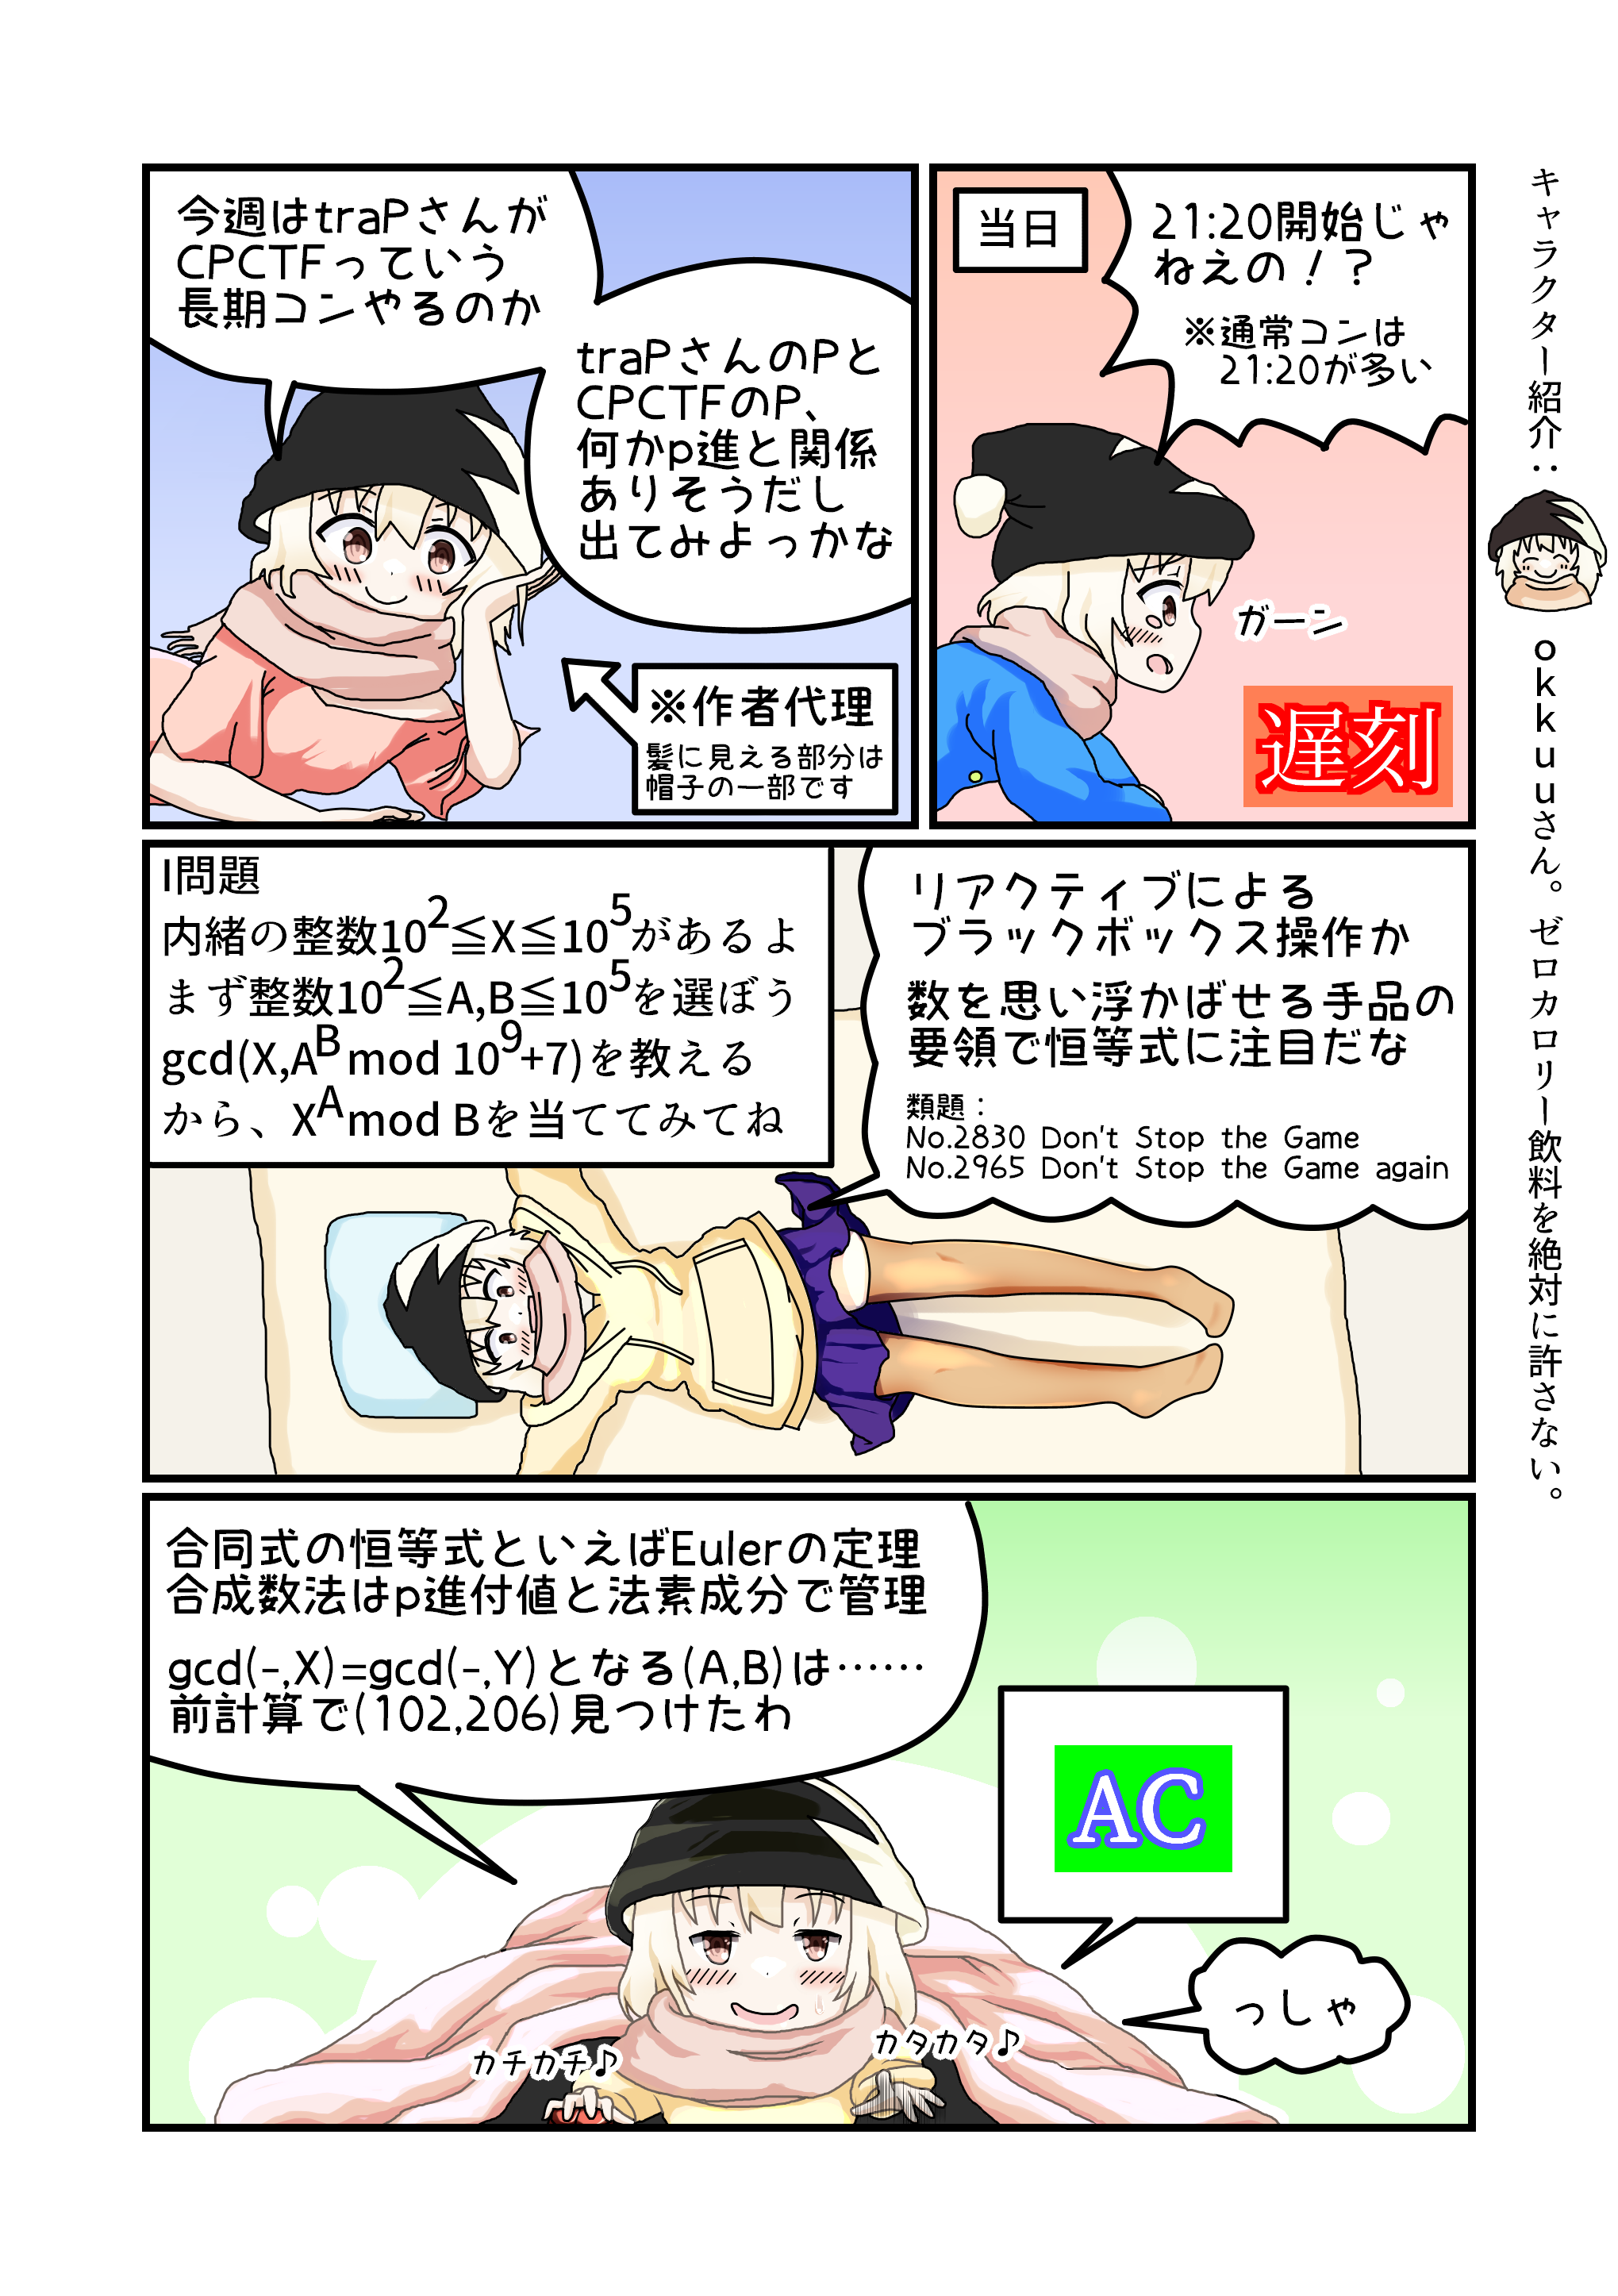 今週はtraPさんが
CPCTFっていう
長期コンやるのか
traPさんのPと
CPCTFのP、
何かp進と関係
ありそうだし
出てみよっかな
※作者代理
髪に見える部分は
帽子の一部です
当日
21:20開始じゃ
ねえの！？
※通常コンは
21:20が多い
ガーン
遅刻
I問題
内緒の整数10^2≦X≦10^5があるよ
まず整数10^2≦A,B≦10^5を選ぼう
gcd(X,A^B mod 10^9+7)を教える
から、X^A mod Bを当ててみてね
リアクティブによる
ブラックボックス操作か
数を思い浮かばせる手品の
要領で恒等式に注目だな
類題：
No.2830 Don't Stop the Game
No.2965 Don't Stop the Game again
合同式の恒等式といえばEulerの定理
合成数法はp進付値と法素成分で管理
gcd(-,X)=gcd(-,Y)となる(A,B)は……
前計算で(102,206)見つけたわ
AC
っしゃ
カチカチ♪
カタカタ♪
キャラクター紹介：okkuuさん。ゼロカロリー飲料を絶対に許さない。